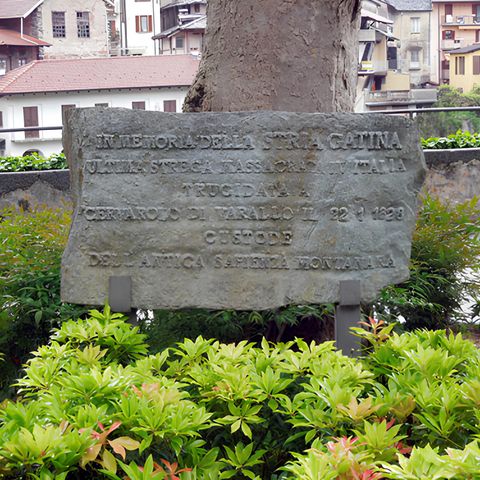 IN MEMORIA DELLA STRIA GATINA
ULTIMA STREGA MASSACRATA IN ITALIA
TRUCIDATA A
CERVAROLO DI VARALLO IL 22 1 1828
CUSTODE
DELL'ANTICA SAPIENZA MONTANARA